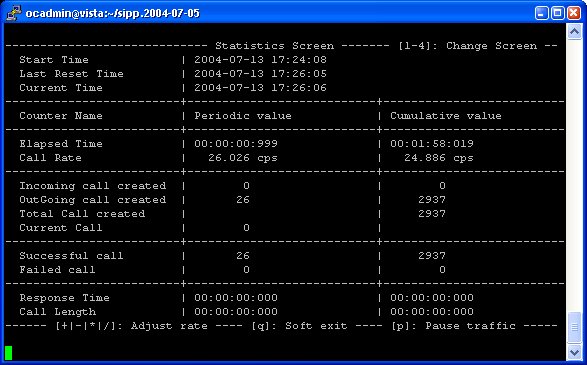 ocadmin@vista:~/sipp.2004-07-05
----------------------------- Statistics Screen ------- [1-4]: Change Screen --
  Start Time             | 2004-07-13 17:24:08
  Last Reset Time        | 2004-07-13 17:26:05
  Current Time           | 2004-07-13 17:26:06
-------------------------+---------------------------+--------------------------
  Counter Name           | Periodic value            | Cumulative value
-------------------------+---------------------------+--------------------------
  Elapsed Time           | 00:00:00:999              | 00:01:58:019
  Call Rate              |   26.026 cps              |   24.886 cps
-------------------------+---------------------------+--------------------------
  Incoming call created  |        0                  |        0
  OutGoing call created  |       26                  |     2937
  Total Call created     |                           |     2937
  Current Call           |        0                  |
-------------------------+---------------------------+--------------------------
  Successful call        |       26                  |     2937
  Failed call            |        0                  |        0
-------------------------+---------------------------+--------------------------
  Response Time          | 00:00:00:000              | 00:00:00:000
  Call Length            | 00:00:00:000              | 00:00:00:000
------ [+|-|*|/]: Adjust rate ---- [q]: Soft exit ---- [p]: Pause traffic -----